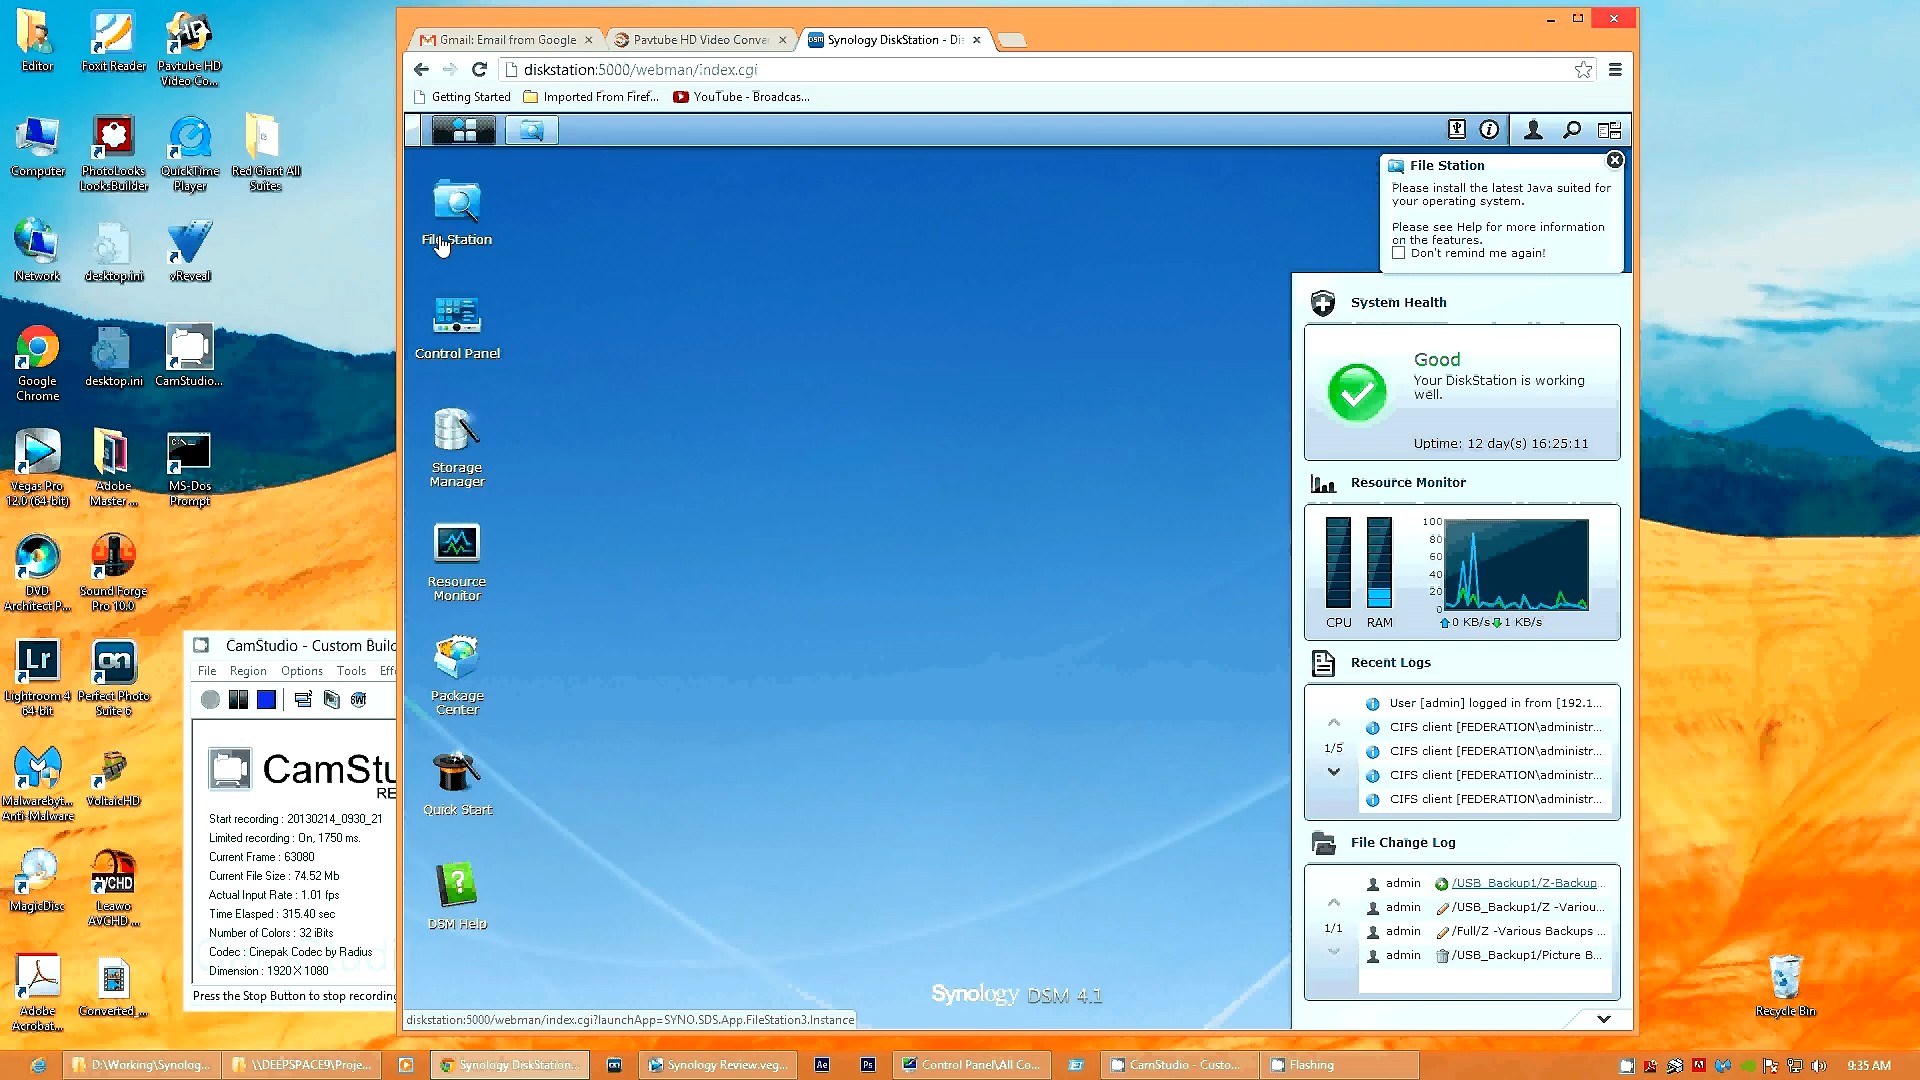 Editor
Foxit Reader
Pavtube HD
Video Co...
Computer
PhotoLooks
LooksBuilder
QuickTime
Player
Red Giant All
Suites
Network
desktop.ini
vReveal
Google
Chrome
desktop.ini
CamStudio...
Vegas Pro
12.0 (64-bit)
Adobe
Master ...
MS-Dos
Prompt
DVD
Architect P...
Sound Forge
Pro 10.0
Lightroom 4
64-bit
Perfect Photo
Suite 6
Malwarebyt...
Anti-Malware
VoltaicHD
MagicDisc
Leawo
AVCHD ...
Adobe
Acrobat...
Converted_...
CamStudio - Custom Build
File Region Options Tools Effe
CamStu
RE
Start recording : 20130214_0930_21
Limited recording : On, 1750 ms.
Current Frame : 63080
Current File Size : 74.52 Mb
Actual Input Rate : 1.01 fps
Time Elasped : 315.40 sec
Number of Colors : 32 iBits
Codec : Cinepak Codec by Radius
Dimension : 1920 X 1080
Press the Stop Button to stop recording
Gmail: Email from Google
Pavtube HD Video Conve
Synology DiskStation - Di
diskstation:5000/webman/index.cgi
Getting Started
Imported From Firef...
YouTube - Broadcas...
File Station
Control Panel
Storage
Manager
Resource
Monitor
Package
Center
Quick Start
DSM Help
Synology DSM 4.1
diskstation:5000/webman/index.cgi?launchApp=SYNO.SDS.App.FileStation3.Instance
File Station
Please install the latest Java suited for
your operating system.
Please see Help for more information
on the features.
Don't remind me again!
System Health
Good
Your DiskStation is working
well.
Uptime: 12 day(s) 16:25:11
Resource Monitor
100
80
60
40
20
0
CPU RAM
0 KB/s 1 KB/s
Recent Logs
User [admin] logged in from [192.1...
CIFS client [FEDERATION\administr...
CIFS client [FEDERATION\administr...
CIFS client [FEDERATION\administr...
CIFS client [FEDERATION\administr...
1/5
File Change Log
admin /USB_Backup1/Z-Backup...
admin /USB_Backup1/Z -Variou...
admin /Full/Z -Various Backups ...
admin /USB_Backup1/Picture B...
1/1
Recycle Bin
D:\Working\Synolog...
\\DEEPSPACE9\Proje...
Synology DiskStation...
Synology Review.veg...
Control Panel\All Co...
CamStudio - Custo...
Flashing
9:35 AM